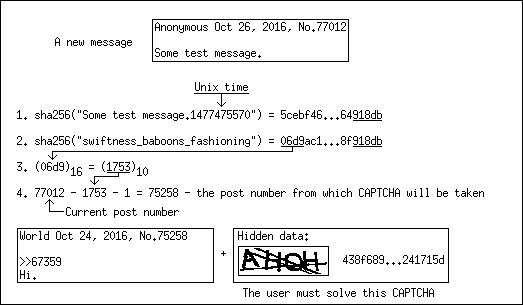 A new message
Anonymous Oct 26, 2016, No.77012
Some test message.
Unix time
1. sha256("Some test message.1477475570") = 5cebf46...64918db
2. sha256("swiftness_baboons_fashioning") = 06d9ac1...8f918db
3. (06d9)16 = (1753)10
4. 77012 - 1753 - 1 = 75258 - the post number from which CAPTCHA will be taken
Current post number
World Oct 24, 2016, No.75258
>>67359
Hi.
+
Hidden data:
438f689...241715d
The user must solve this CAPTCHA